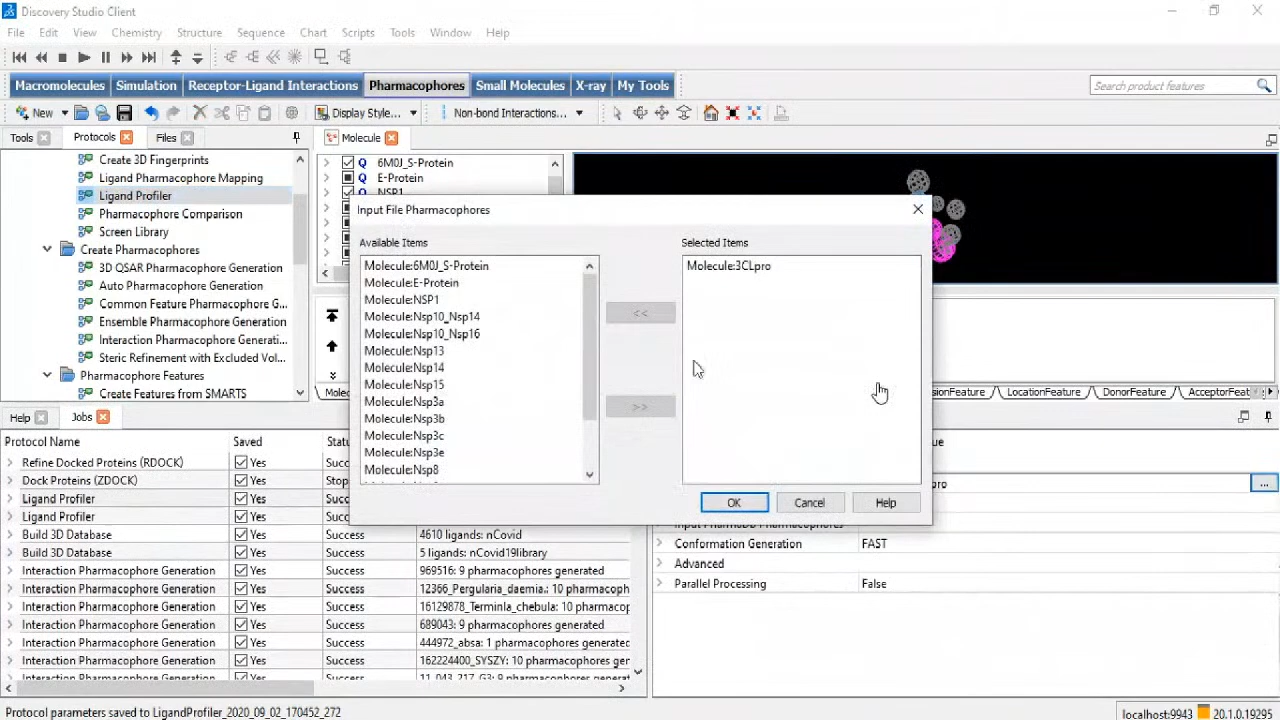 Discovery Studio Client
File Edit View Chemistry Structure Sequence Chart Scripts Tools Window Help
Macromolecules Simulation Receptor-Ligand Interactions Pharmacophores Small Molecules X-ray My Tools
Search product features
New Display Style... Non-bond Interactions...
Tools Protocols Files
Molecule
Create 3D Fingerprints
Ligand Pharmacophore Mapping
Ligand Profiler
Pharmacophore Comparison
Screen Library
Create Pharmacophores
3D QSAR Pharmacophore Generation
Auto Pharmacophore Generation
Common Feature Pharmacophore G...
Ensemble Pharmacophore Generation
Interaction Pharmacophore Generati...
Steric Refinement with Excluded Vol...
Pharmacophore Features
Create Features from SMARTS
6M0J_S-Protein
E-Protein
NSP1
Input File Pharmacophores
Available Items
Molecule:6M0J_S-Protein
Molecule:E-Protein
Molecule:NSP1
Molecule:Nsp10_Nsp14
Molecule:Nsp10_Nsp16
Molecule:Nsp13
Molecule:Nsp14
Molecule:Nsp15
Molecule:Nsp3a
Molecule:Nsp3b
Molecule:Nsp3c
Molecule:Nsp3e
Molecule:Nsp8
<<
>>
Selected Items
Molecule:3CLpro
OK Cancel Help
LocationFeature DonorFeature
Help Jobs
Protocol Name Saved
Refine Docked Proteins (RDOCK) Yes
Dock Proteins (ZDOCK) Yes
Ligand Profiler Yes
Ligand Profiler Yes
Build 3D Database Yes Success 4610 ligands: nCovid
Build 3D Database Yes Success 5 ligands: nCovid19library
Interaction Pharmacophore Generation Yes Success 969516: 9 pharmacophores generated
Interaction Pharmacophore Generation Yes Success 12366_Pergularia_daemia.: 10 pharmacop
Interaction Pharmacophore Generation Yes Success 16129878_Terminla_chebula: 10 pharmacop
Interaction Pharmacophore Generation Yes Success 689043: 9 pharmacophores generated
Interaction Pharmacophore Generation Yes Success 444972_absa: 1 pharmacophores generated
Interaction Pharmacophore Generation Yes Success 162224400_SYSZY: 10 pharmacophores ger
Interaction Pharmacophore Generation Yes Success
Conformation Generation FAST
Advanced
Parallel Processing False
Protocol parameters saved to LigandProfiler_2020_09_02_170452_272
localhost:9943 20.1.0.19295